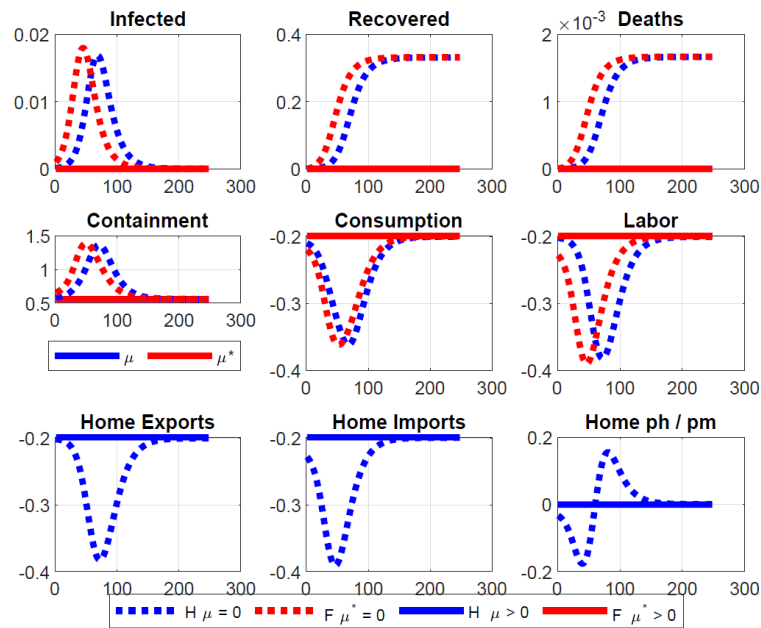 Infected
Recovered
Deaths
×10⁻³
0.02
0.01
0
0 100 200 300
0.4
0.2
0
0 100 200 300
2
1
0
0 100 200 300
Containment
Consumption
Labor
1.5
1
0.5
0 100 200 300
μ μ*
-0.2
-0.3
-0.4
0 100 200 300
-0.2
-0.3
-0.4
0 100 200 300
Home Exports
Home Imports
Home ph / pm
-0.2
-0.3
-0.4
0 100 200 300
-0.2
-0.3
-0.4
0 100 200 300
0.2
0
-0.2
0 100 200 300
H μ = 0 F μ* = 0 H μ > 0 F μ* > 0